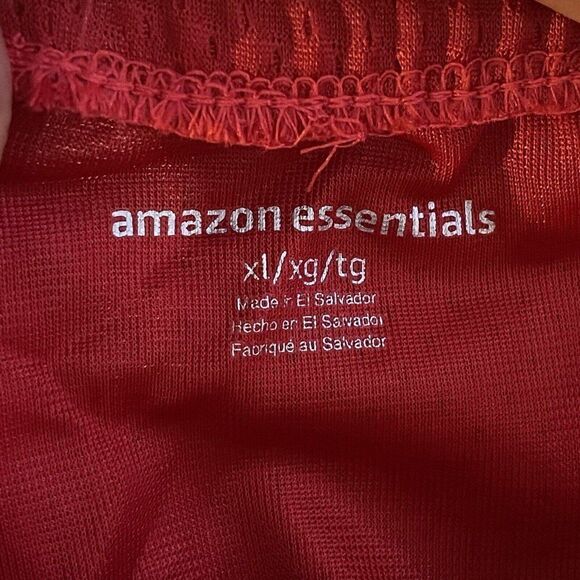 amazon essentials
xl/xg/tg
Made in El Salvador
Hecho en El Salvador
Fabriqué au Salvador